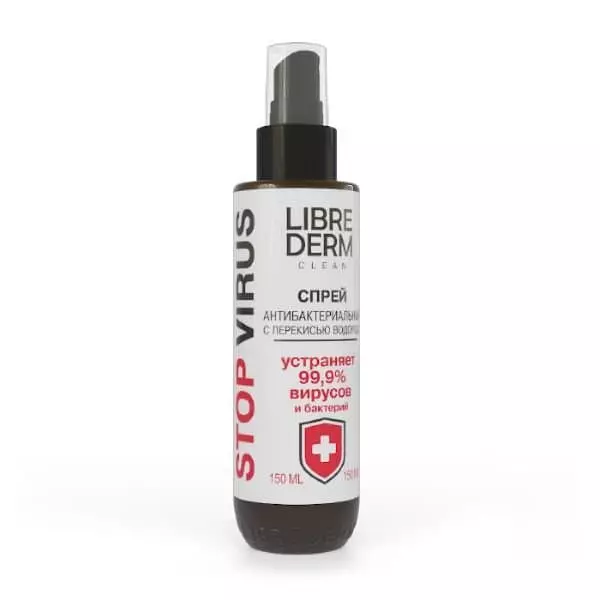 STOP VIRUS
LIBRE
DERM
CLEAN
СПРЕЙ
с
устраняет
99,9%
вирусов
и бактерий
150 ML